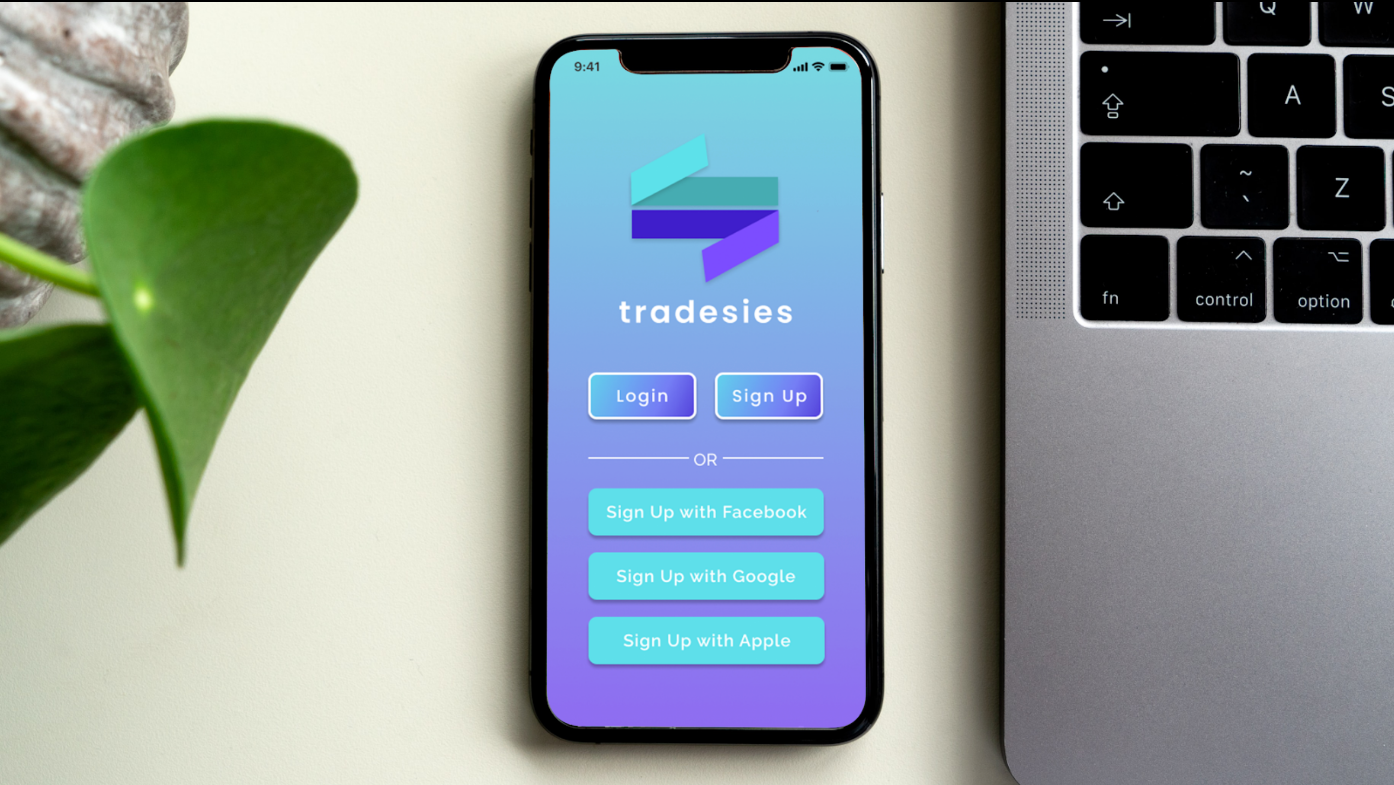 9:41
tradesies
Login
Sign Up
OR
Sign Up with Facebook
Sign Up with Google
Sign Up with Apple
Q
W
A
S
~
`
Z
fn
control
option